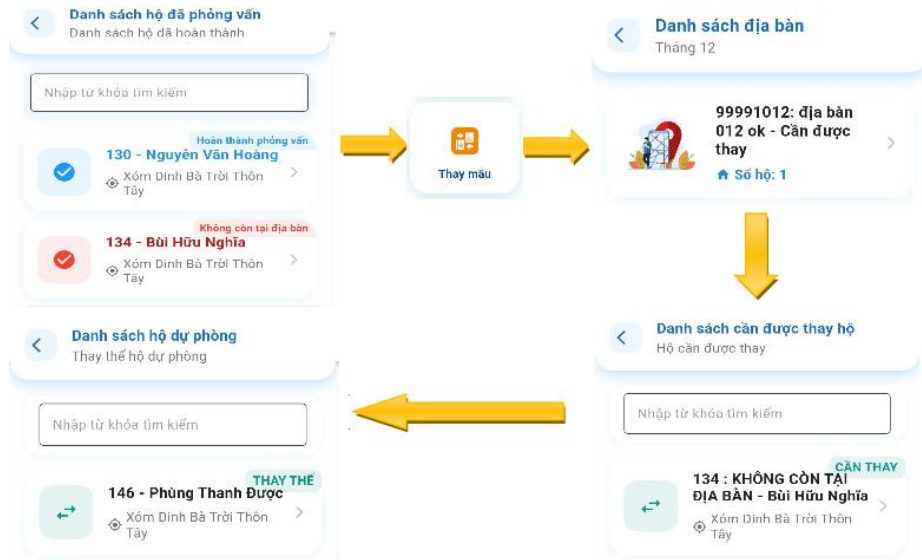 Danh sách hộ đã phỏng vấn
Danh sách hộ đã hoàn thành
Nhập từ khóa tìm kiếm
Hoàn thành phỏng vấn
130 - Nguyễn Văn Hoàng
Xóm Dinh Bà Trời Thôn
Tây
Không còn tại địa bàn
134 - Bùi Hữu Nghĩa
Xóm Dinh Bà Trời Thôn
Tây
Thay mẫu
Danh sách địa bàn
Tháng 12
99991012: địa bàn
012 ok - Cần được
thay
Số hộ: 1
Danh sách cần được thay hộ
Hộ cần được thay
Nhập từ khóa tìm kiếm
CẦN THAY
134 : KHÔNG CÒN TẠI
ĐỊA BÀN - Bùi Hữu Nghĩa
Xóm Dinh Bà Trời Thôn
Tây
Danh sách hộ dự phòng
Thay thế hộ dự phòng
Nhập từ khóa tìm kiếm
THAY THẾ
146 - Phùng Thanh Được
Xóm Dinh Bà Trời Thôn
Tây